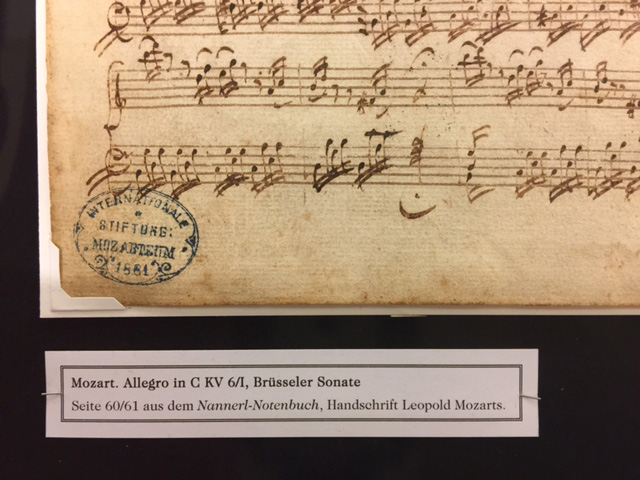 INTERNATIONALE
STIFTUNG:
MOZARTEUM
1881
Mozart. Allegro in C KV 6/I, Brüsseler Sonate
Seite 60/61 aus dem Nannerl-Notenbuch, Handschrift Leopold Mozarts.